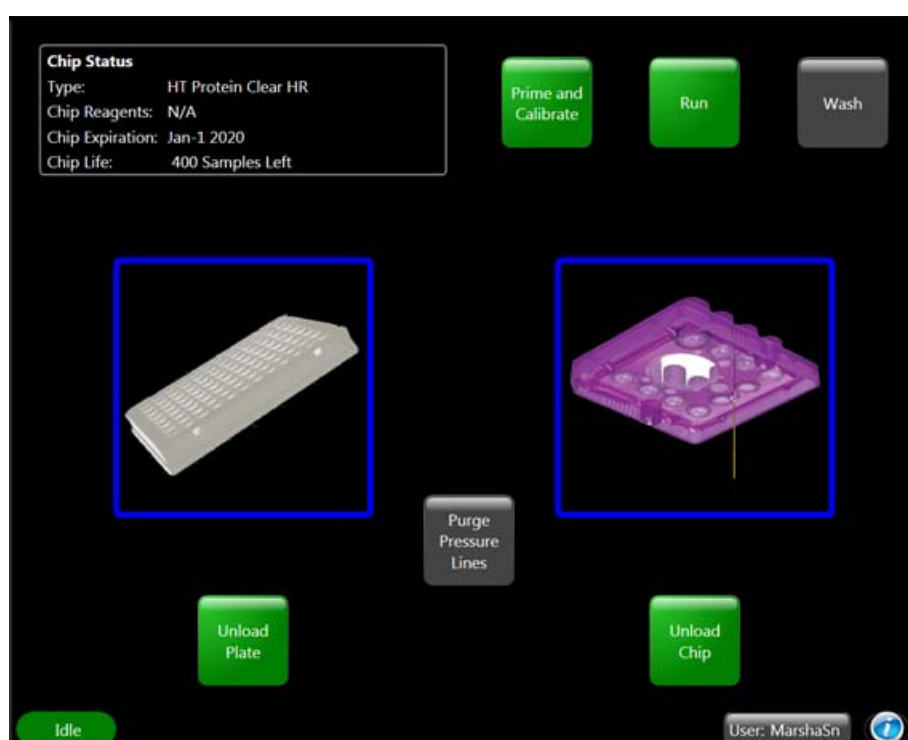 Chip Status
Type: HT Protein Clear HR
Chip Reagents: N/A
Chip Expiration: Jan-1 2020
Chip Life: 400 Samples Left
Prime and
Calibrate
Run
Wash
Purge
Pressure
Lines
Unload
Plate
Unload
Chip
Idle
User: MarshaSn
i